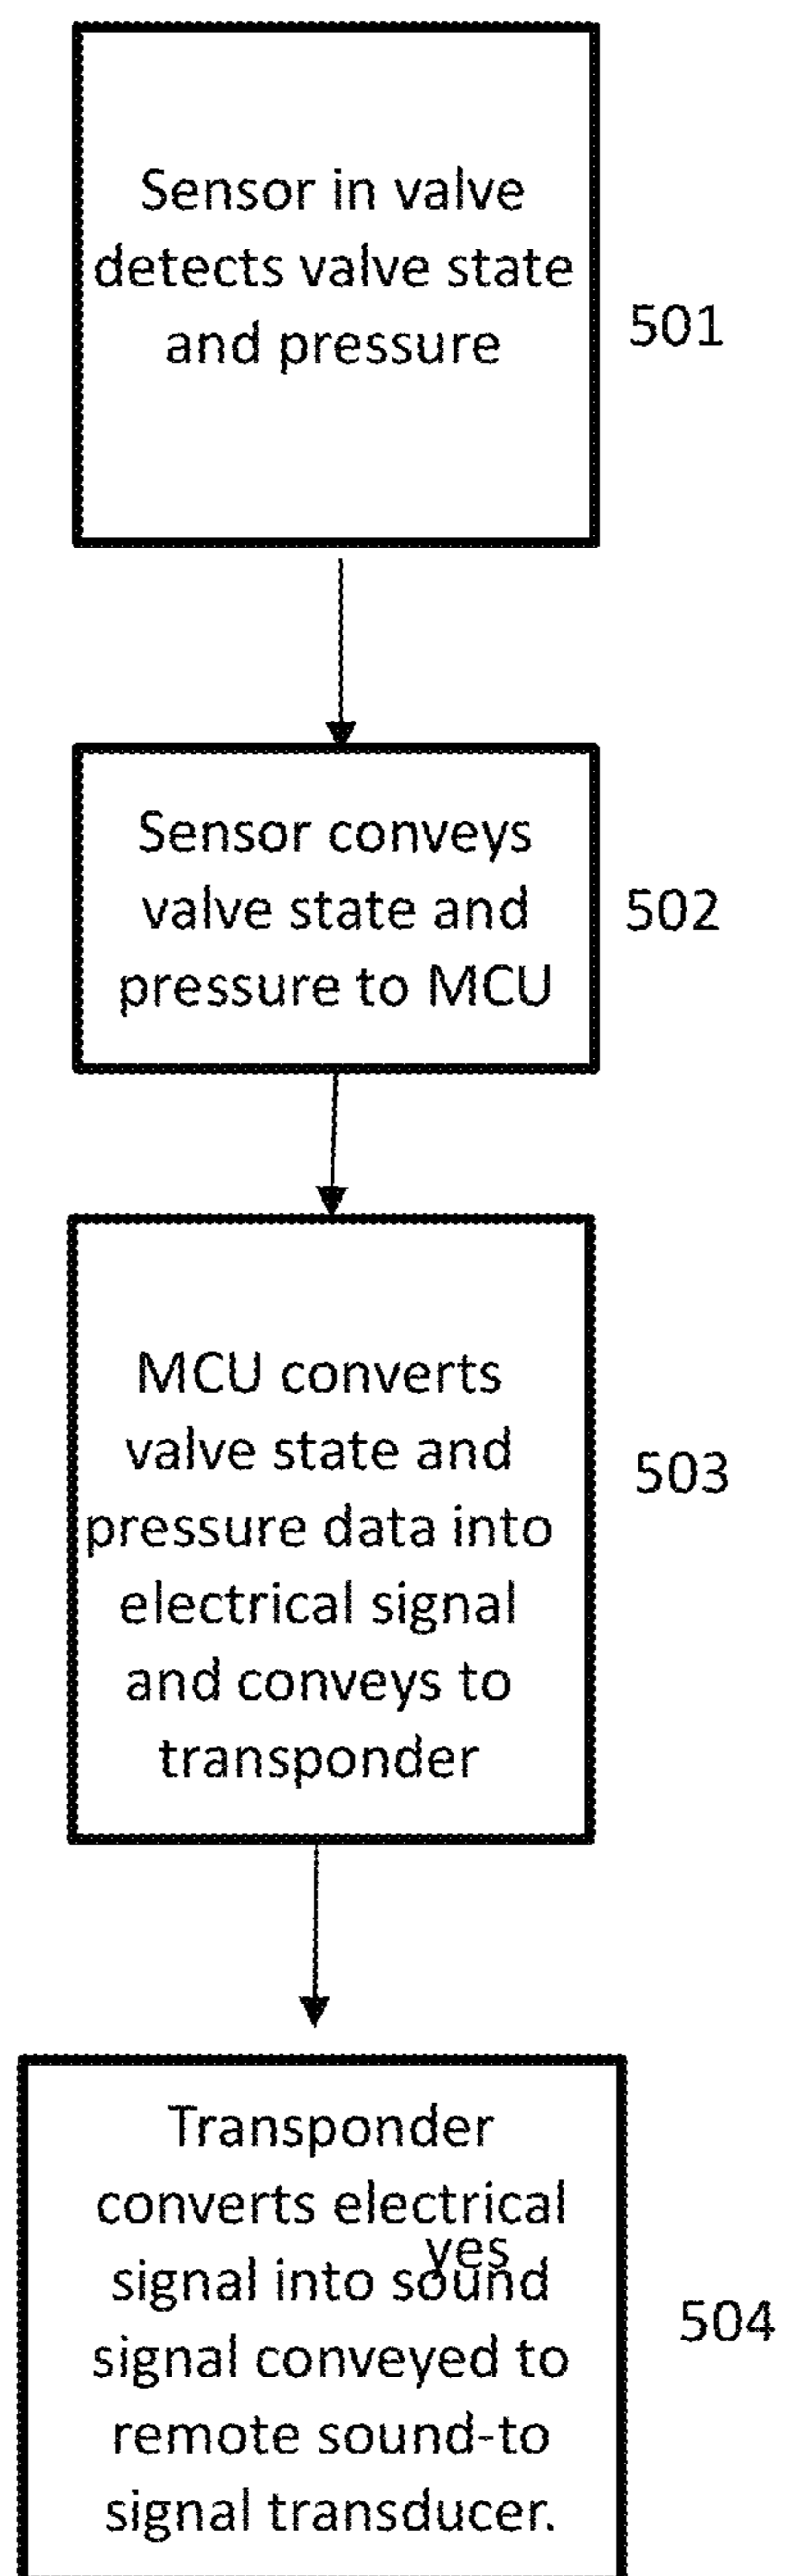 Sensor in valve
detects valve state
and pressure
501
Sensor conveys
valve state and
pressure to MCU
502
MCU converts
valve state and
pressure data into
electrical signal
and conveys to
transponder
503
Transponder
converts electrical
yes
signal into sound
signal conveyed to
remote sound-to
signal transducer.
504